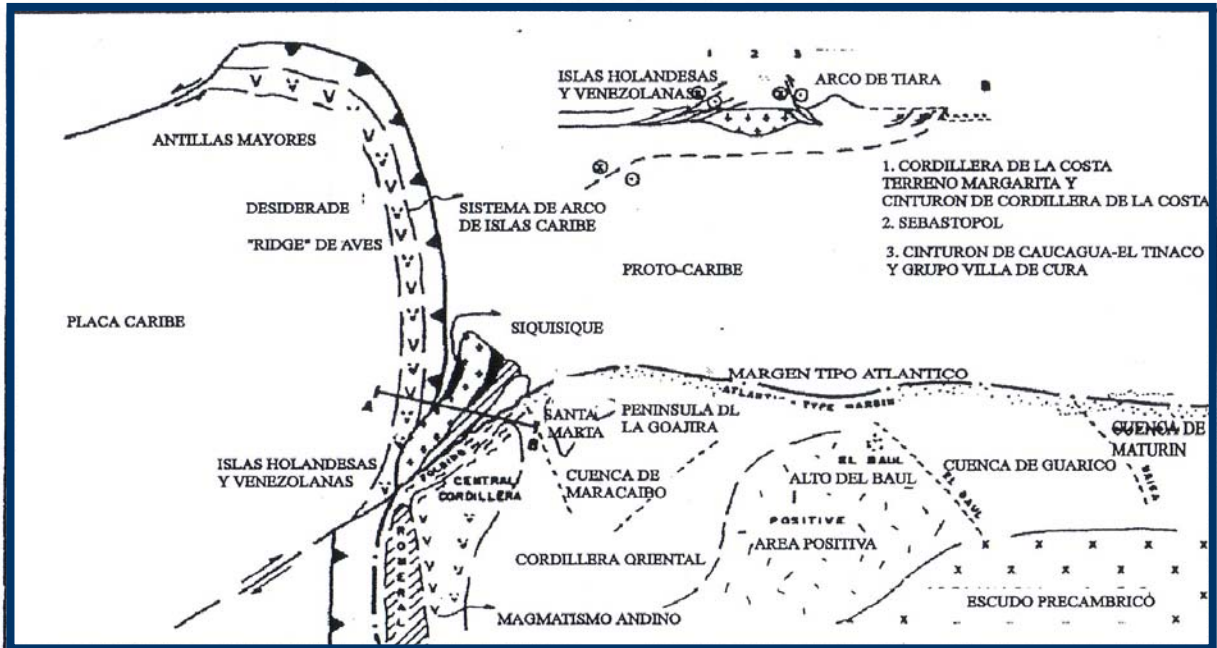 1 2 3
ISLAS HOLANDESAS
Y VENEZOLANAS
ARCO DE TIARA
B
ANTILLAS MAYORES
1. CORDILLERA DE LA COSTA
TERRENO MARGARITA Y
CINTURON DE CORDILLERA DE LA COSTA
2. SEBASTOPOL
3. CINTURON DE CAUCAGUA-EL TINACO
Y GRUPO VILLA DE CURA
DESIDERADE
SISTEMA DE ARCO
DE ISLAS CARIBE
"RIDGE" DE AVES
PROTO-CARIBE
PLACA CARIBE
SIQUISIQUE
MARGEN TIPO ATLANTICO
ATLANTIC - TYPE MARGIN
A
B
SANTA
MARTA
PENINSULA DL
LA GOAJIRA
CUENCA DE
MATURIN
ISLAS HOLANDESAS
Y VENEZOLANAS
CENTRAL
CORDILLERA
CUENCA DE
MARACAIBO
EL BAUL
ALTO DEL BAUL
EL BAUL
CUENCA DE GUARICO
URICA
POSITIVE
AREA POSITIVA
ROMERAL
CORDILLERA ORIENTAL
ESCUDO PRECAMBRICO
MAGMATISMO ANDINO